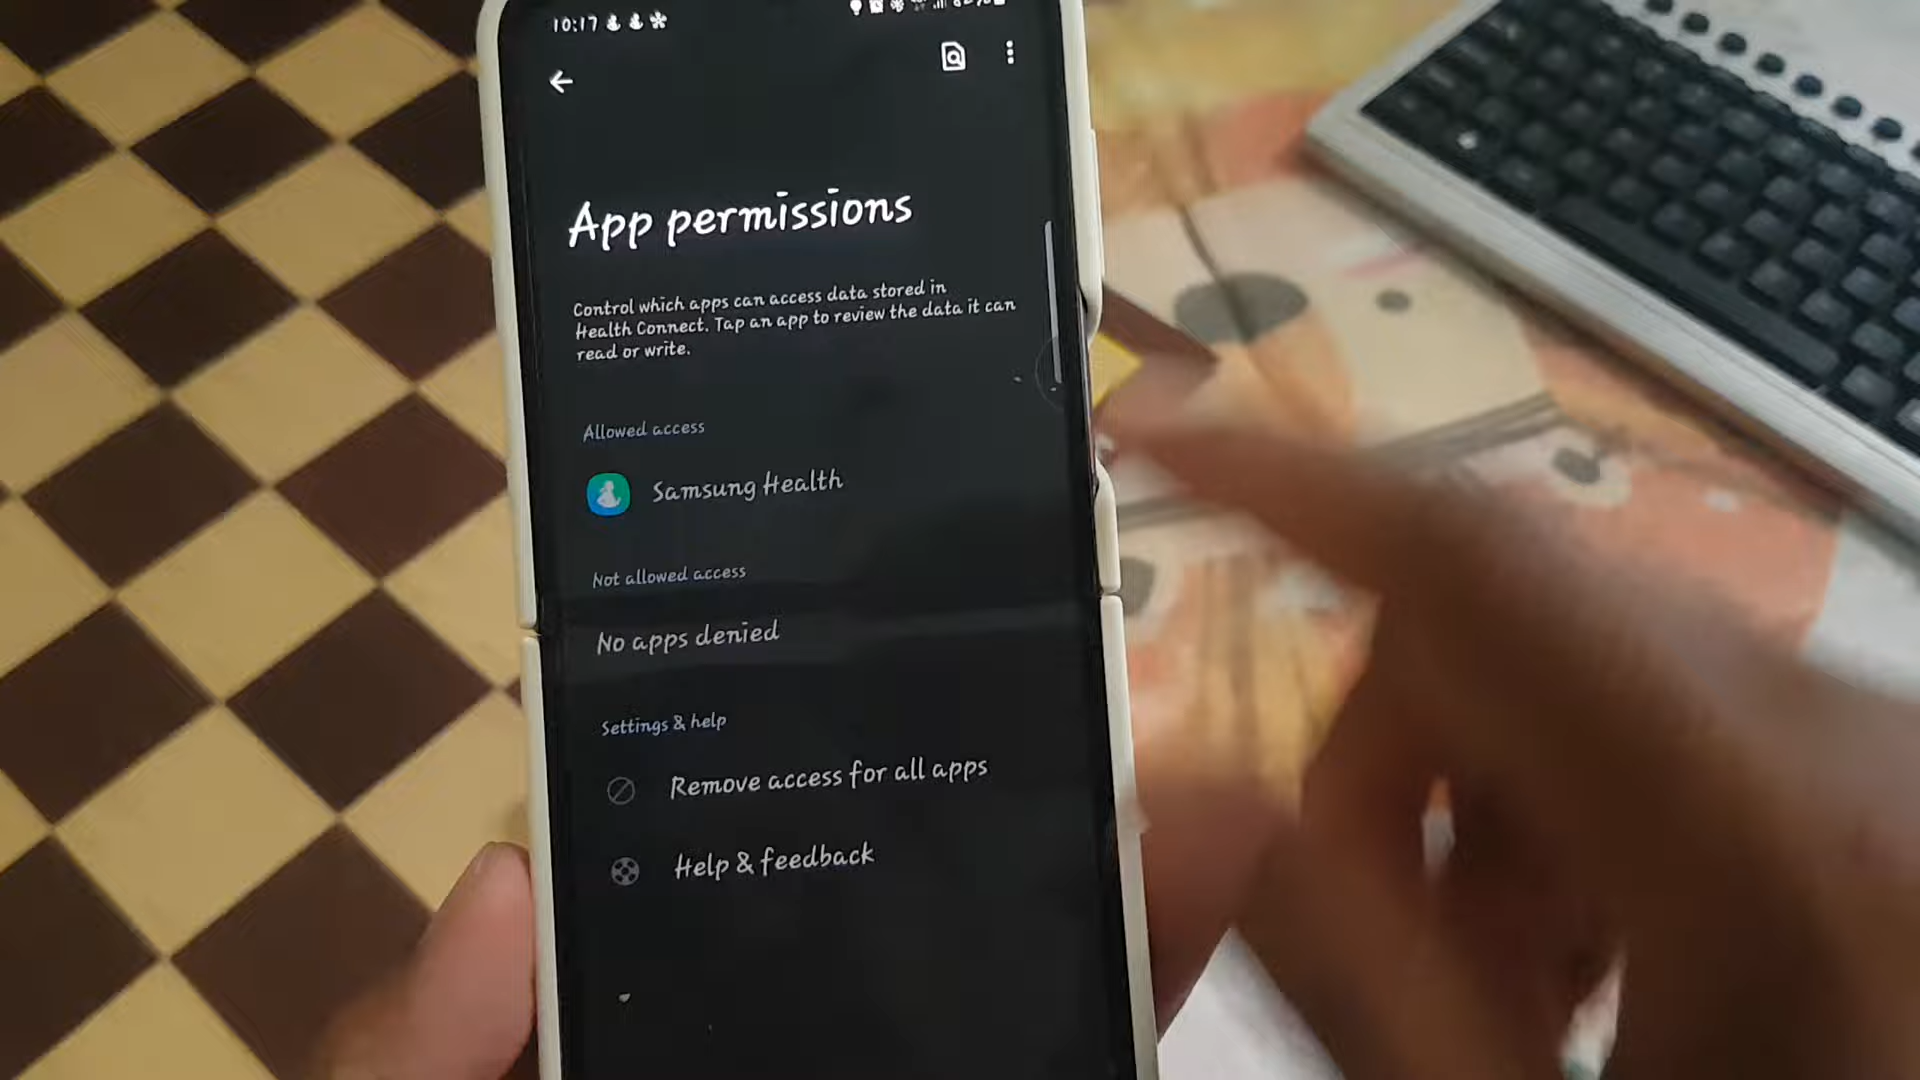 10:17
App permissions
Control which apps can access data stored in
Health Connect. Tap an app to review the data it can
read or write.
Allowed access
Samsung Health
Not allowed access
No apps denied
Settings & help
Remove access for all apps
Help & feedback